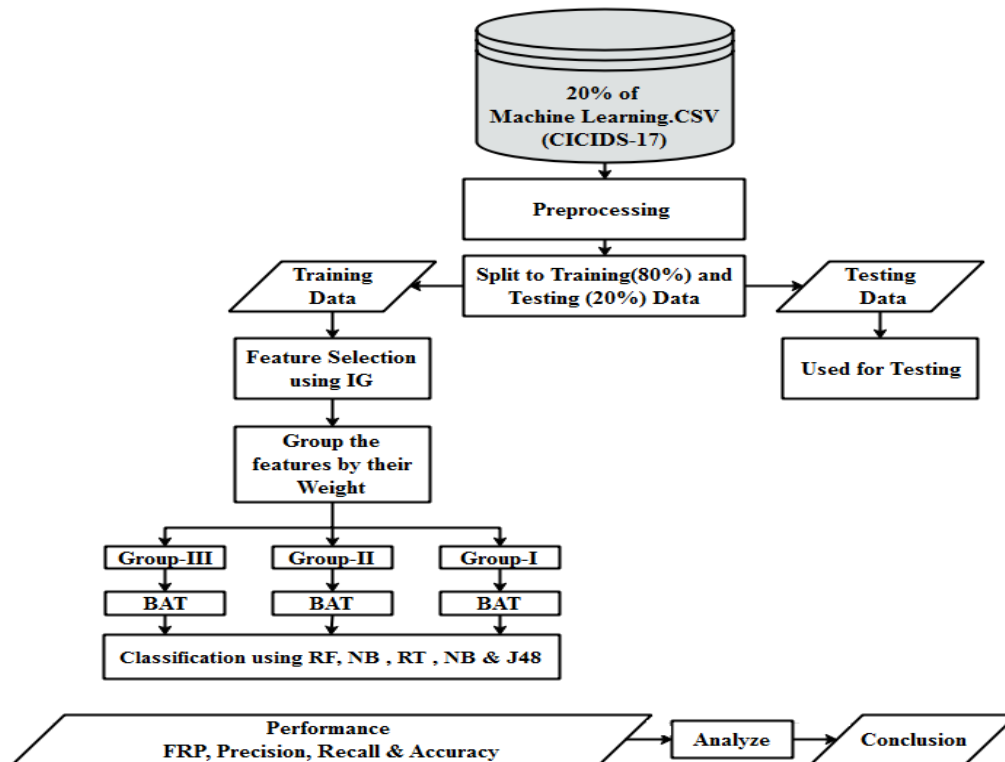 20% of
Machine Learning.CSV
(CICIDS-17)
Preprocessing
Split to Training(80%) and
Testing (20%) Data
Training
Data
Testing
Data
Feature Selection
using IG
Used for Testing
Group the
features by their
Weight
Group-III
Group-II
Group-I
BAT
BAT
BAT
Classification using RF, NB , RT , NB & J48
Performance
FRP, Precision, Recall & Accuracy
Analyze
Conclusion